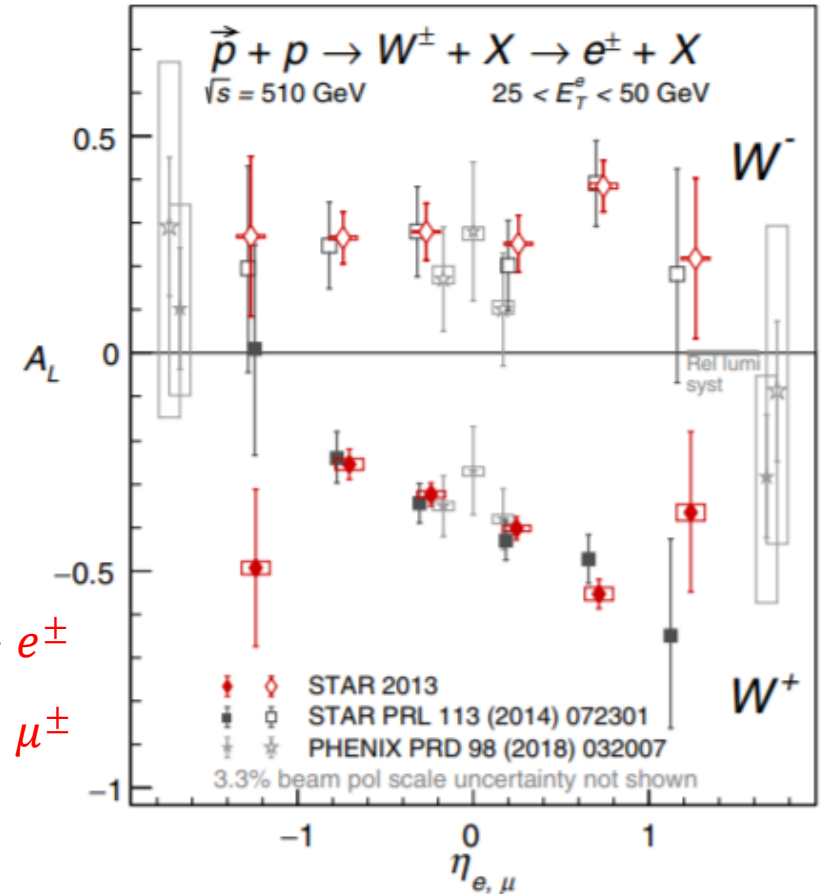 p⃗ + p → W± + X → e± + X
√s = 510 GeV 25 < E_T^e < 50 GeV
0.5
W⁻
A_L 0
Rel lumi
syst
−0.5
e±
STAR 2013
W⁺
STAR PRL 113 (2014) 072301
μ±
PHENIX PRD 98 (2018) 032007
3.3% beam pol scale uncertainty not shown
−1
−1 0 1
η_e, μ